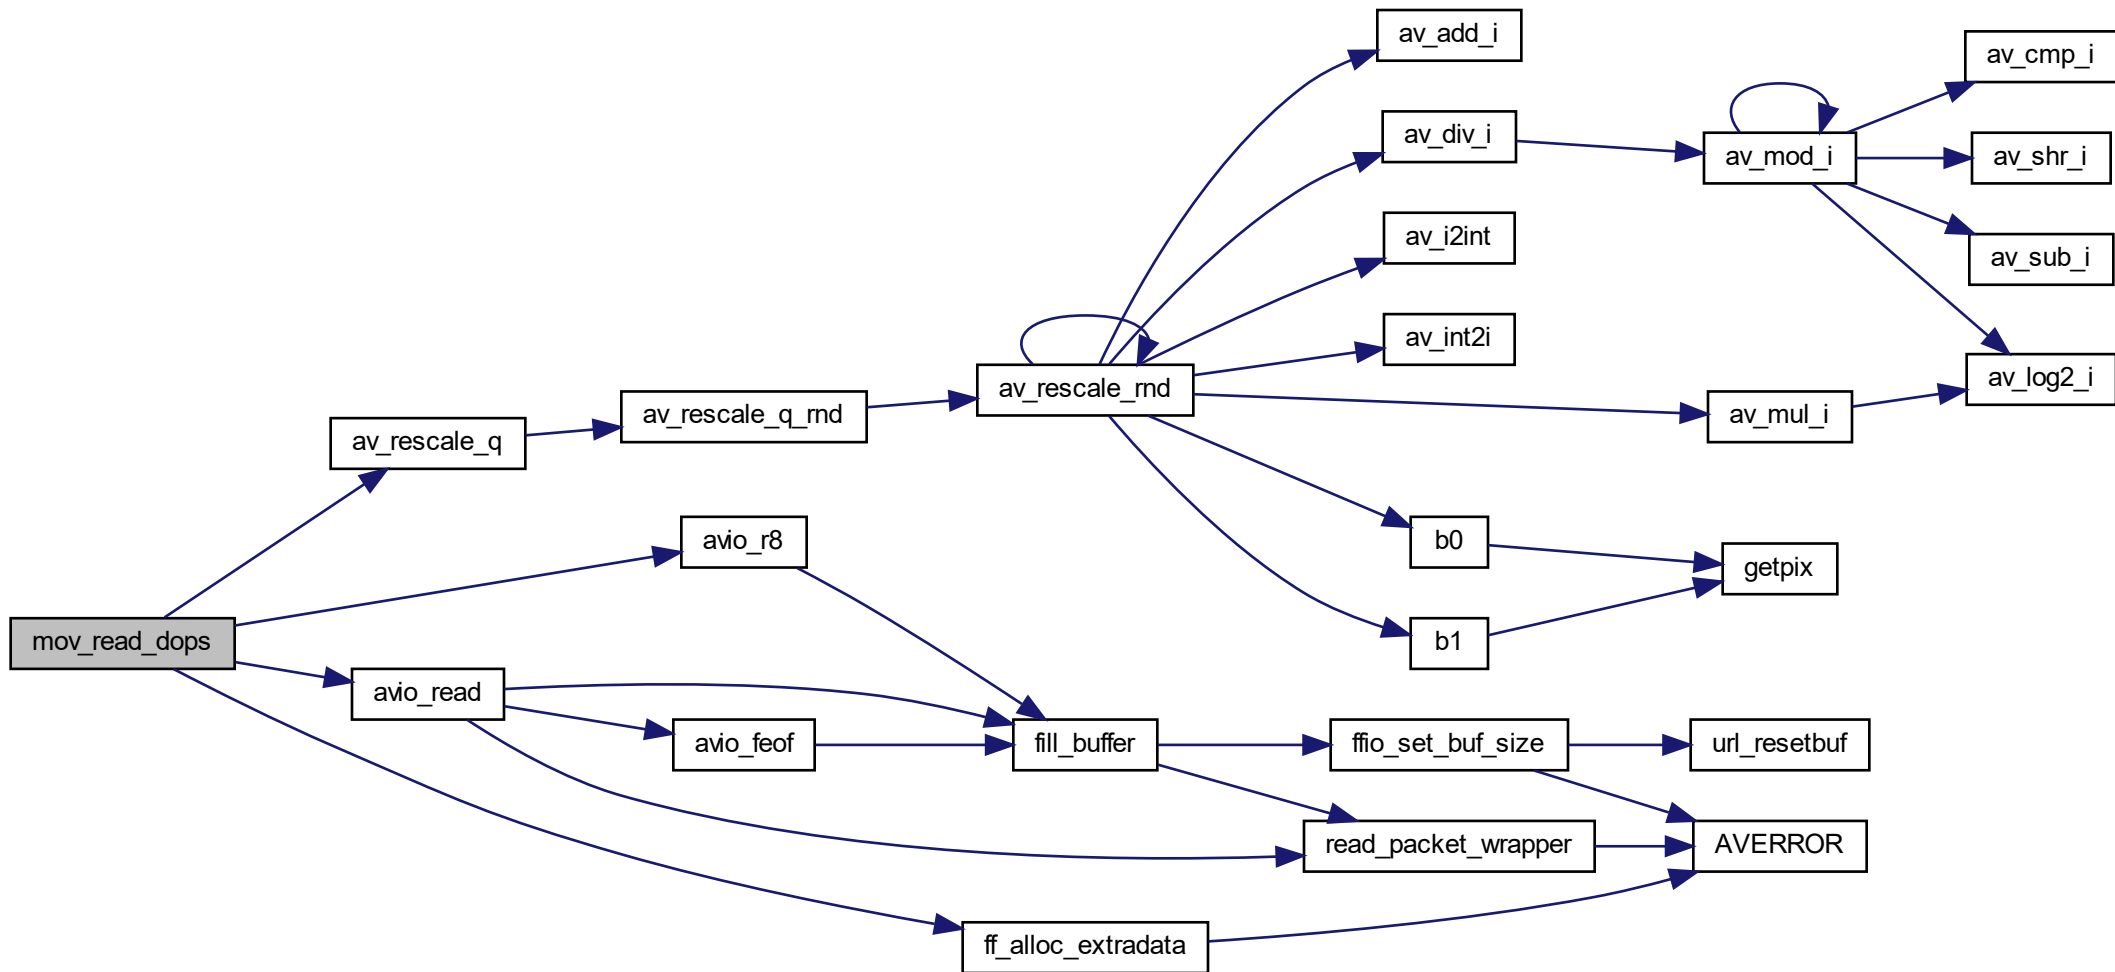 av_add_i
av_cmp_i
av_div_i
av_mod_i
av_shr_i
av_i2int
av_sub_i
av_int2i
av_rescale_rnd
av_log2_i
av_rescale_q_rnd
av_mul_i
av_rescale_q
avio_r8
b0
getpix
mov_read_dops
b1
avio_read
avio_feof
fill_buffer
ffio_set_buf_size
url_resetbuf
read_packet_wrapper
AVERROR
ff_alloc_extradata